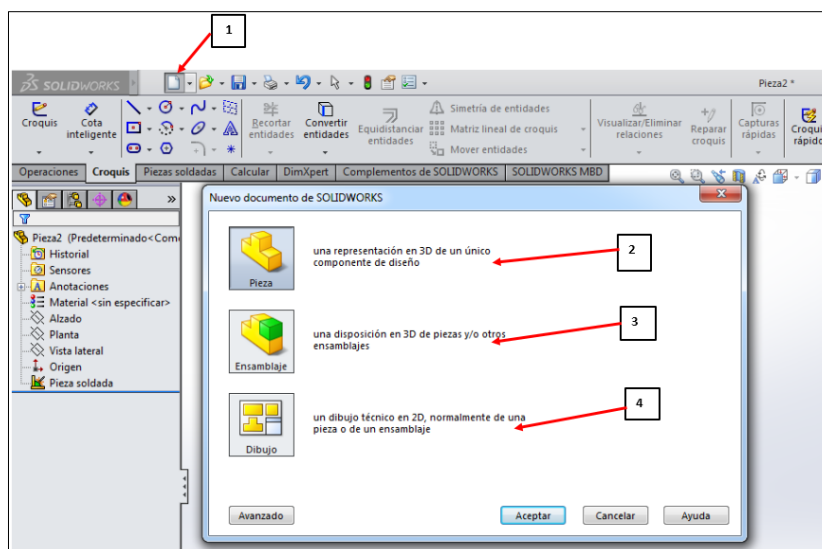 1
SOLIDWORKS
Pieza2 *
Croquis
Cota inteligente
Recortar entidades
Convertir entidades
Equidistanciar entidades
Simetría de entidades
Matriz lineal de croquis
Mover entidades
Visualizar/Eliminar relaciones
Reparar croquis
Capturas rápidas
Croqui rápido
Operaciones Croquis Piezas soldadas Calcular DimXpert Complementos de SOLIDWORKS SOLIDWORKS MBD
Pieza2 (Predeterminado<Com
Historial
Sensores
Anotaciones
Material <sin especificar>
Alzado
Planta
Vista lateral
Origen
Pieza soldada
Nuevo documento de SOLIDWORKS
Pieza
una representación en 3D de un único
componente de diseño
2
Ensamblaje
una disposición en 3D de piezas y/o otros
ensamblajes
3
Dibujo
un dibujo técnico en 2D, normalmente de una
pieza o de un ensamblaje
4
Avanzado Aceptar Cancelar Ayuda